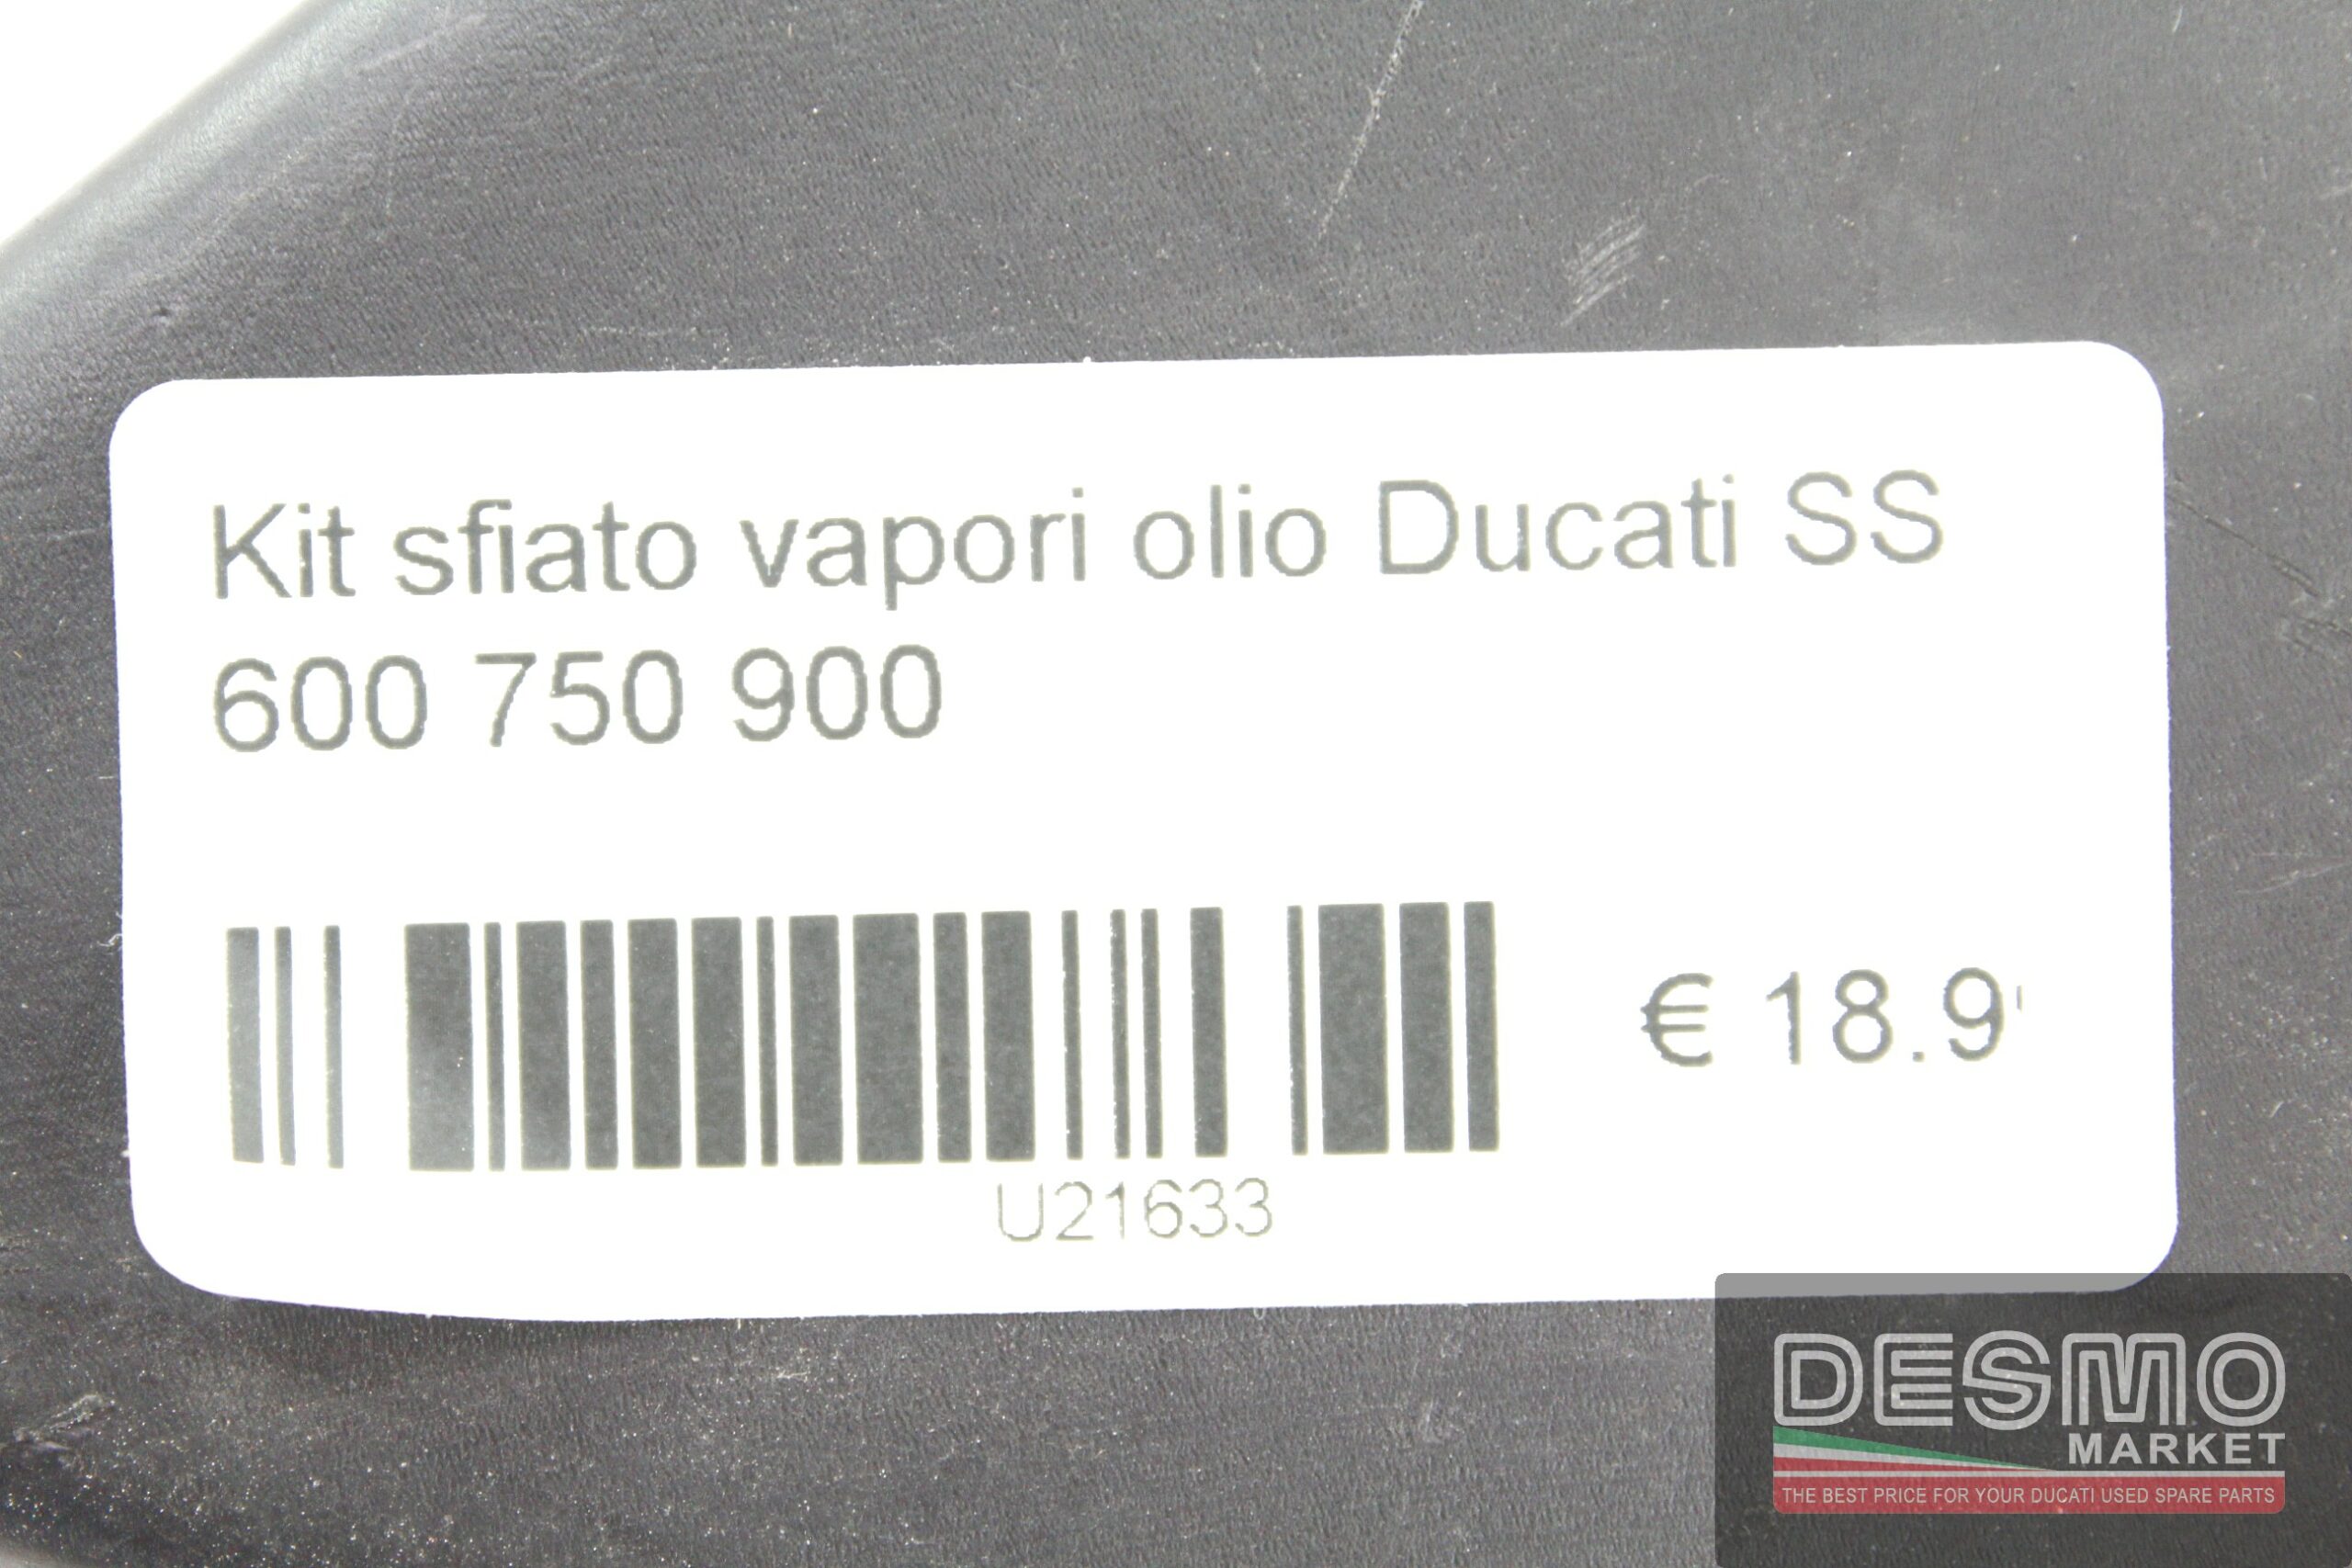 Kit sfiato vapori olio Ducati SS
600 750 900
€ 18.9
U21633
DESMO
MARKET
THE BEST PRICE FOR YOUR DUCATI USED SPARE PARTS